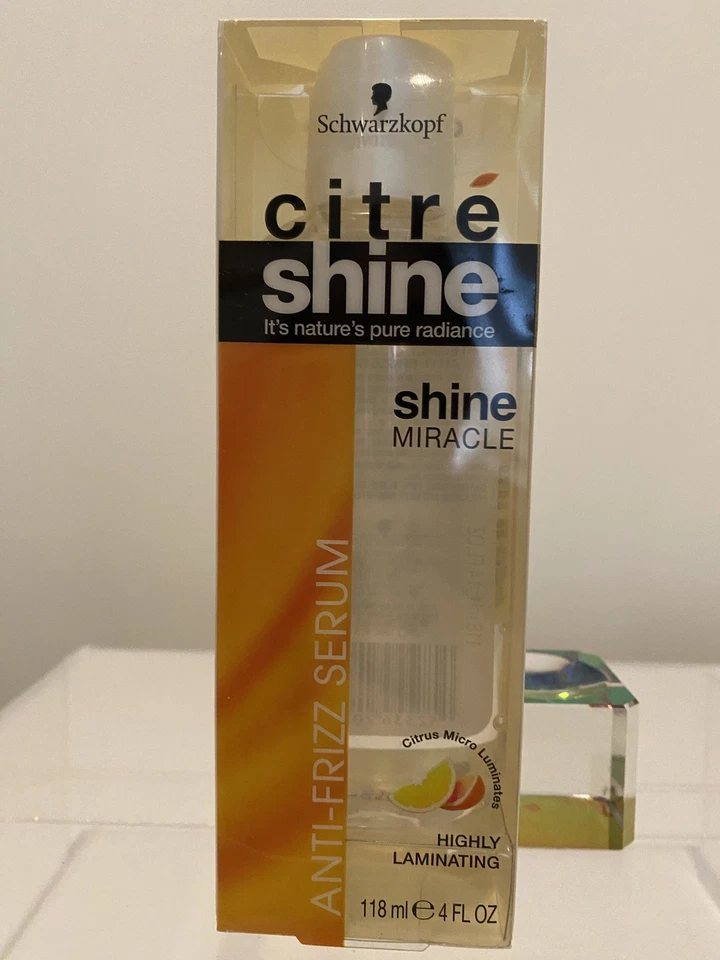 Schwarzkopf
citré
shine
It's nature's pure radiance
shine
MIRACLE
ANTI-FRIZZ SERUM
Citrus Micro Luminates
HIGHLY
LAMINATING
118 ml ℮ 4 FL OZ